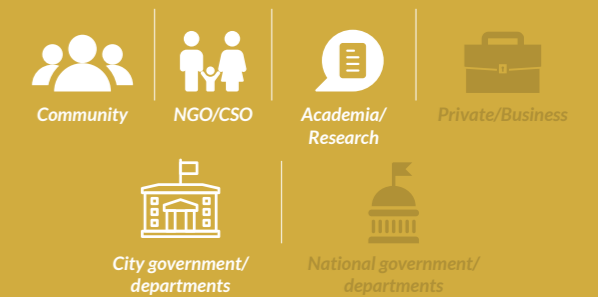 Community
NGO/CSO
Academia/
Research
Private/Business
City government/
departments
National government/
departments